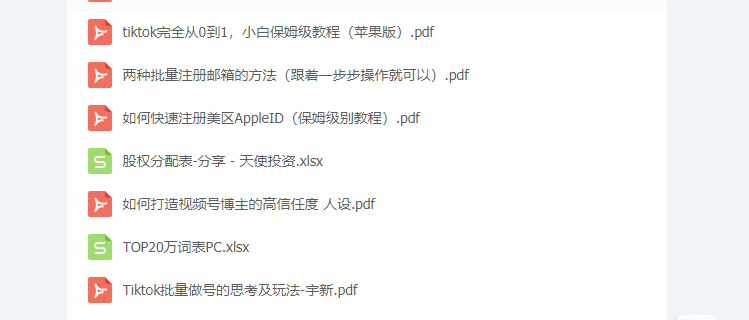 tiktok完全从0到1，小白保姆级教程（苹果版）.pdf
两种批量注册邮箱的方法（跟着一步步操作就可以）.pdf
如何快速注册美区AppleID（保姆级别教程）.pdf
股权分配表-分享 - 天使投资.xlsx
如何打造视频号博主的高信任度 人设.pdf
TOP20万词表PC.xlsx
Tiktok批量做号的思考及玩法-宇新.pdf